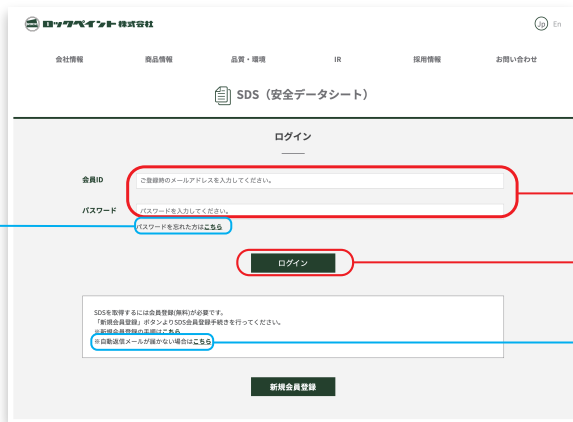 ロックペイント株式会社
Jp En
会社情報 商品情報 品質・環境 IR 採用情報 お問い合わせ
SDS（安全データシート）
ログイン
会員ID ご登録時のメールアドレスを入力してください。
パスワード パスワードを入力してください。
パスワードを忘れた方はこちら
ログイン
SDSを取得するには会員登録(無料)が必要です。
「新規会員登録」ボタンよりSDS会員登録手続きを行ってください。
※新規会員登録の手順はこちら
※自動返信メールが届かない場合はこちら
新規会員登録